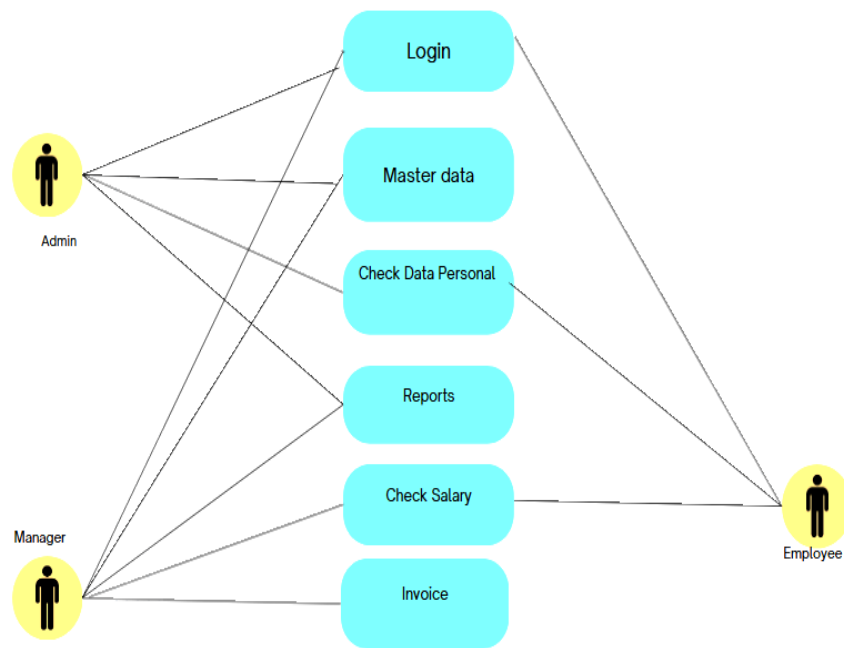 Login
Master data
Admin
Check Data Personal
Reports
Check Salary
Manager
Employee
Invoice